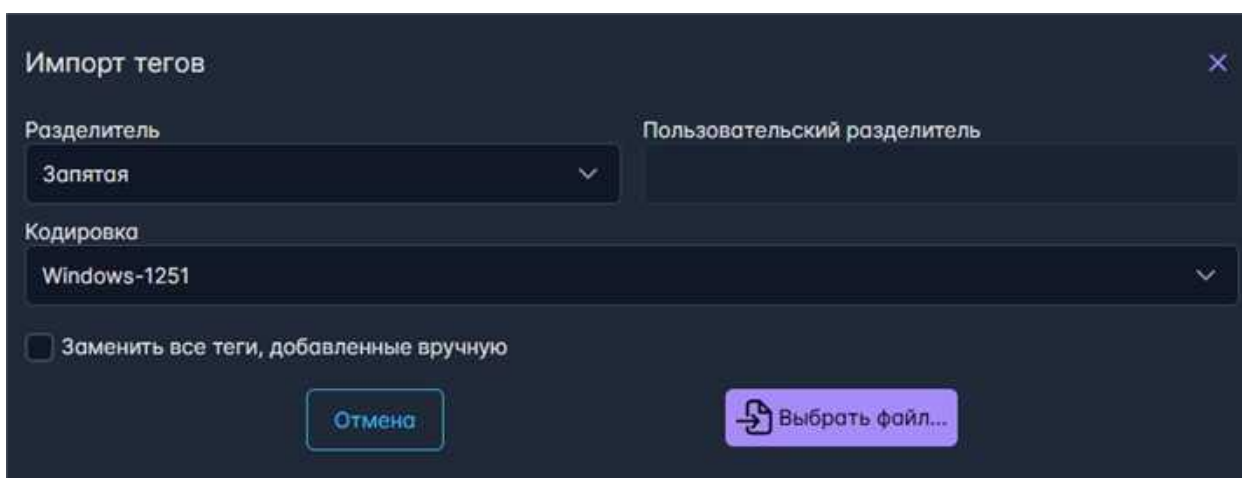 Импорт тегов
Разделитель
Пользовательский разделитель
Запятая
Кодировка
Windows-1251
Заменить все теги, добавленные вручную
Отмена
Выбрать файл...